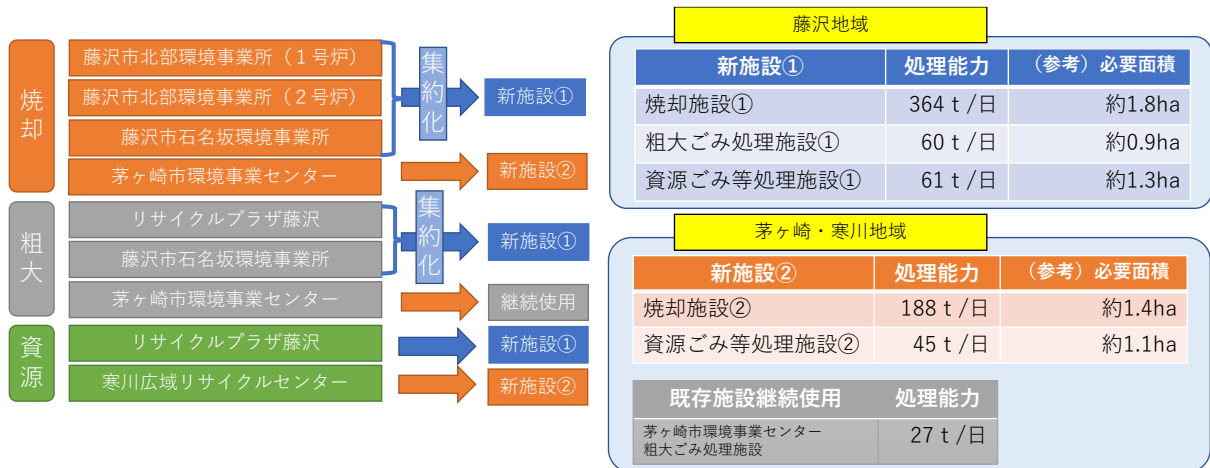 焼却
藤沢市北部環境事業所（１号炉）
藤沢市北部環境事業所（２号炉）
藤沢市石名坂環境事業所
茅ヶ崎市環境事業センター
集約化
新施設①
新施設②
粗大
リサイクルプラザ藤沢
藤沢市石名坂環境事業所
茅ヶ崎市環境事業センター
集約化
新施設①
継続使用
資源
リサイクルプラザ藤沢
寒川広域リサイクルセンター
新施設①
新施設②
藤沢地域
新施設① 処理能力 （参考）必要面積
焼却施設① 364ｔ/日 約1.8ha
粗大ごみ処理施設① 60ｔ/日 約0.9ha
資源ごみ等処理施設① 61ｔ/日 約1.3ha
茅ヶ崎・寒川地域
新施設② 処理能力 （参考）必要面積
焼却施設② 188ｔ/日 約1.4ha
資源ごみ等処理施設② 45ｔ/日 約1.1ha
既存施設継続使用 処理能力
茅ヶ崎市環境事業センター
粗大ごみ処理施設
27ｔ/日